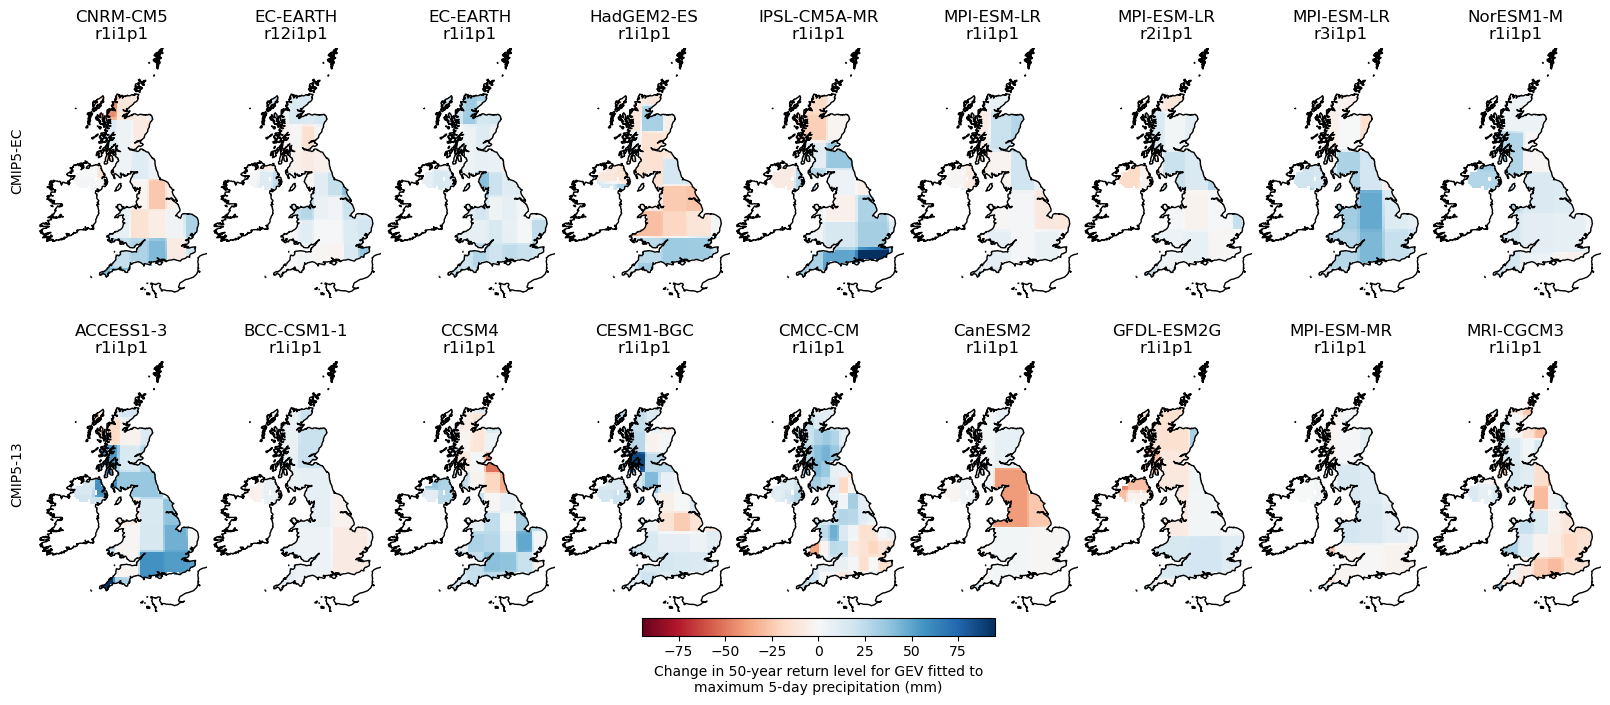 CNRM-CM5
r1i1p1
EC-EARTH
r12i1p1
EC-EARTH
r1i1p1
HadGEM2-ES
r1i1p1
IPSL-CM5A-MR
r1i1p1
MPI-ESM-LR
r1i1p1
MPI-ESM-LR
r2i1p1
MPI-ESM-LR
r3i1p1
NorESM1-M
r1i1p1
CMIP5-EC
ACCESS1-3
r1i1p1
BCC-CSM1-1
r1i1p1
CCSM4
r1i1p1
CESM1-BGC
r1i1p1
CMCC-CM
r1i1p1
CanESM2
r1i1p1
GFDL-ESM2G
r1i1p1
MPI-ESM-MR
r1i1p1
MRI-CGCM3
r1i1p1
CMIP5-13
−75 −50 −25 0 25 50 75
Change in 50-year return level for GEV fitted to
maximum 5-day precipitation (mm)